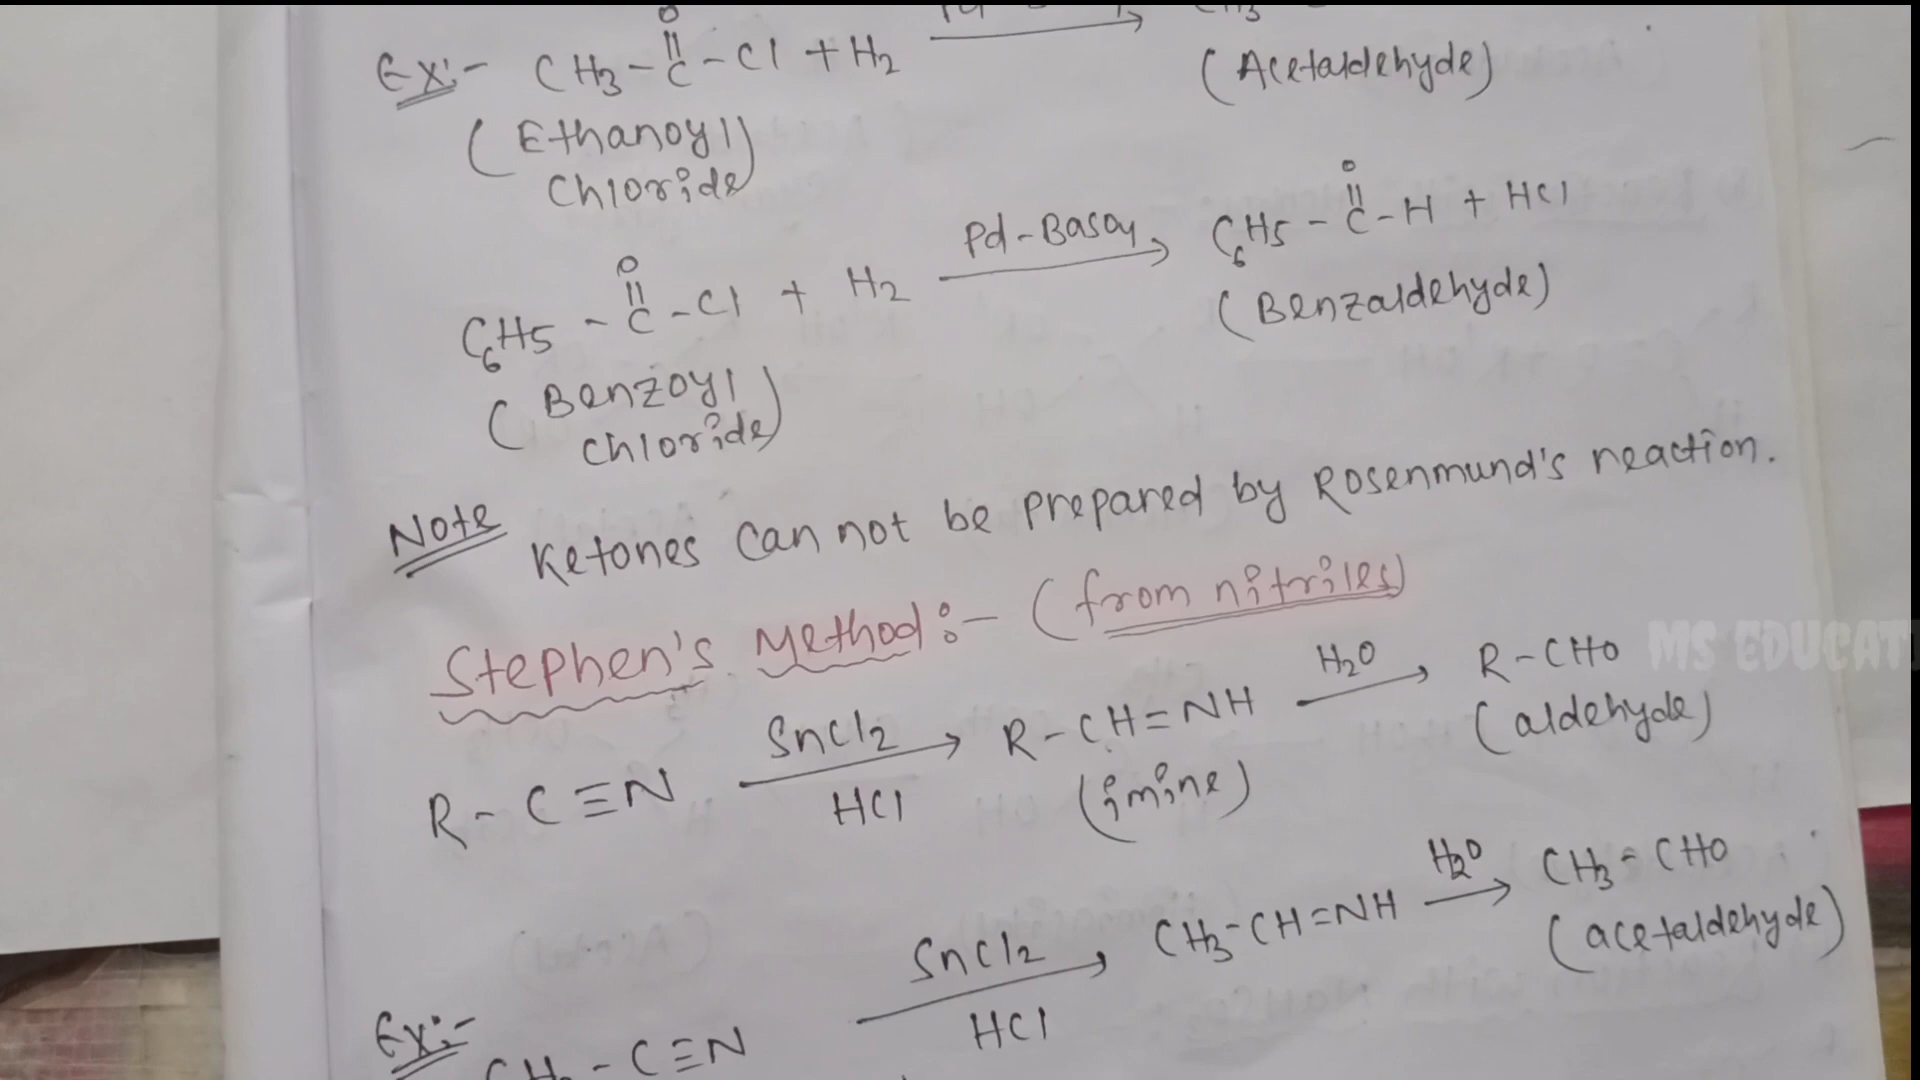 Ex:- CH3-C-Cl + H2
O
||
(Acetaldehyde)
(Ethanoyl
Chloride)
O
||
C6H5 - C - Cl + H2
Pd-BaSO4
O
||
C6H5 - C - H + HCl
(Benzoyl
chloride)
(Benzaldehyde)
Note Ketones can not be prepared by Rosenmund's reaction.
Stephen's Method:- (from nitriles)
R-C≡N
SnCl2
HCl
R-CH=NH
(imine)
H2O
R-CHO
(aldehyde)
MS EDUCAT
Ex:-
CH3-C≡N
SnCl2
HCl
CH3-CH=NH
H2O
CH3-CHO
(acetaldehyde)